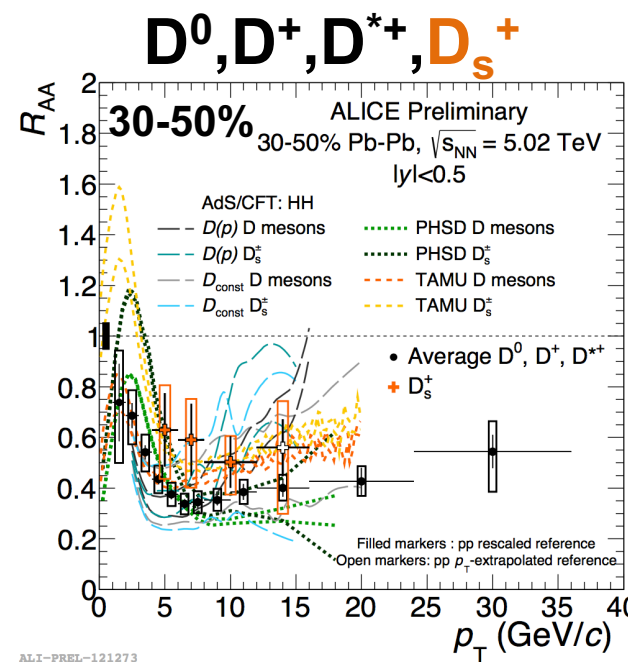 D⁰,D⁺,D*⁺,Dₛ⁺
30-50%
ALICE Preliminary
30-50% Pb-Pb, √sNN = 5.02 TeV
|y|<0.5
AdS/CFT: HH
D(p) D mesons
D(p) Dₛ±
Dconst D mesons
Dconst Dₛ±
PHSD D mesons
PHSD Dₛ±
TAMU D mesons
TAMU Dₛ±
Average D⁰, D⁺, D*⁺
Dₛ⁺
Filled markers : pp rescaled reference
Open markers: pp pT-extrapolated reference
RAA
2
1.8
1.6
1.4
1.2
1
0.8
0.6
0.4
0.2
0
0 5 10 15 20 25 30 35 40
pT (GeV/c)
ALI-PREL-121273